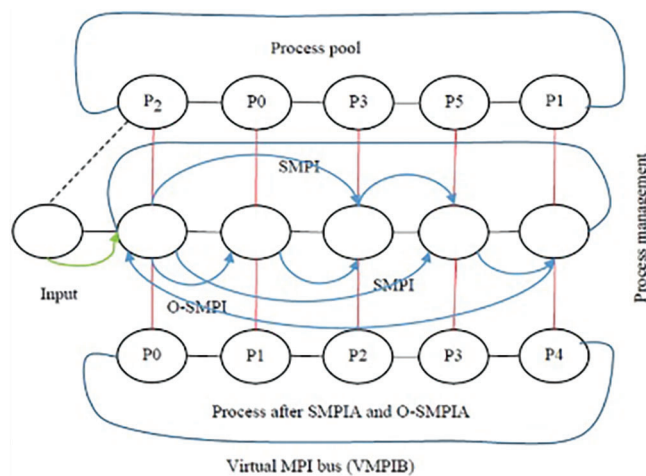 Process pool
P2 P0 P3 P5 P1
SMPI
Process management
Input
O-SMPI
SMPI
P0 P1 P2 P3 P4
Process after SMPIA and O-SMPIA
Virtual MPI bus (VMPIB)